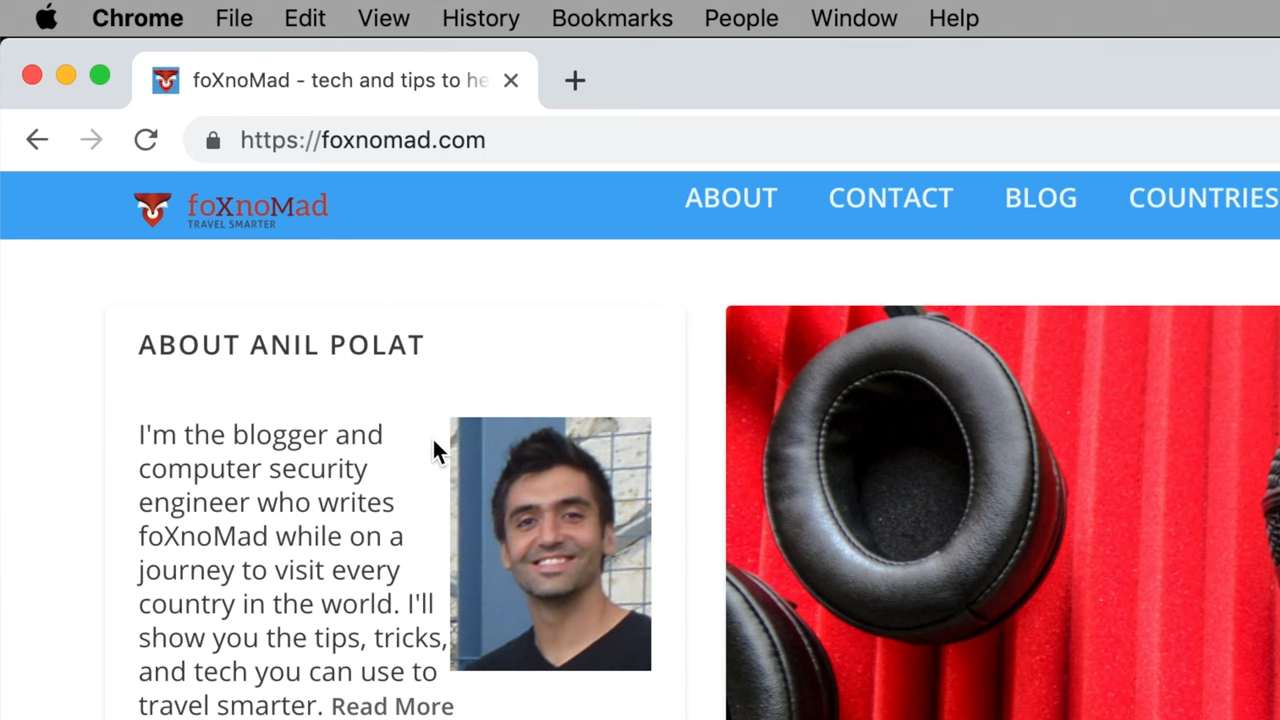 Chrome File Edit View History Bookmarks People Window Help
foXnoMad - tech and tips to he
https://foxnomad.com
foXnoMad
TRAVEL SMARTER
ABOUT CONTACT BLOG COUNTRIES
ABOUT ANIL POLAT
I'm the blogger and
computer security
engineer who writes
foXnoMad while on a
journey to visit every
country in the world. I'll
show you the tips, tricks,
and tech you can use to
travel smarter. Read More